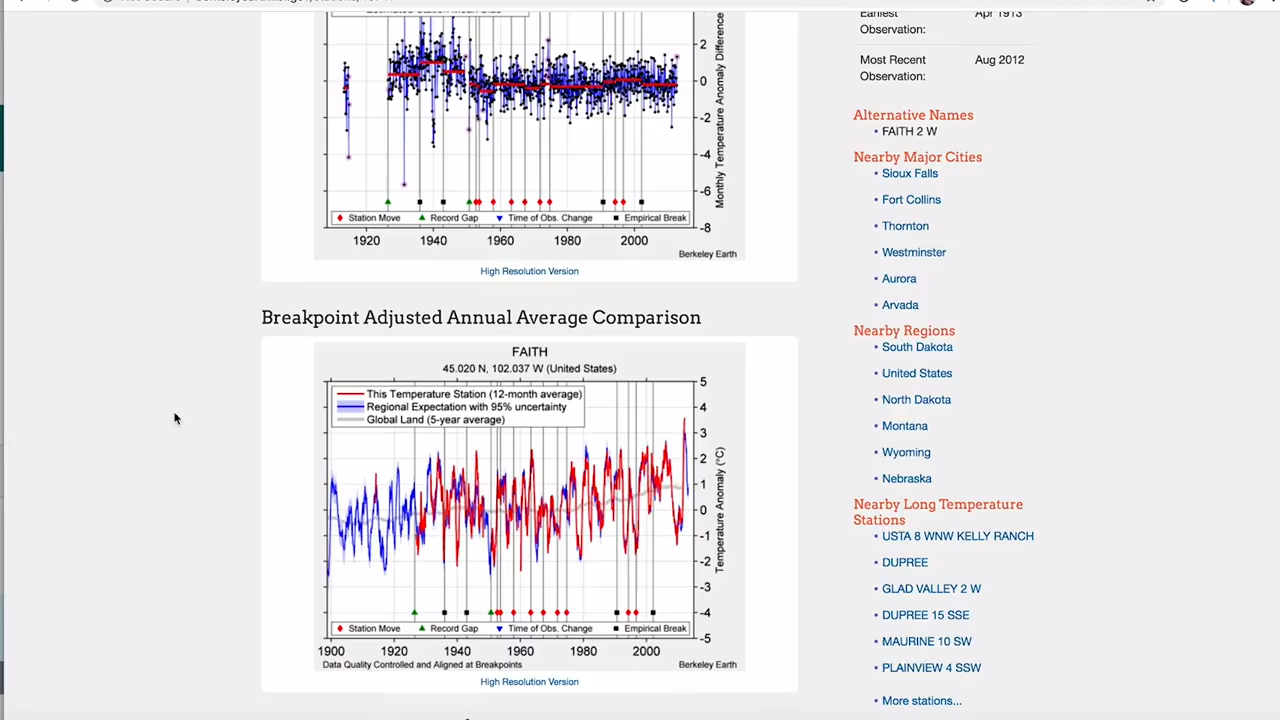 2
0
-2
-4
-6
-8
Monthly Temperature Anomaly Difference
Station Move
Record Gap
Time of Obs. Change
Empirical Break
1920
1940
1960
1980
2000
Berkeley Earth
High Resolution Version
Breakpoint Adjusted Annual Average Comparison
FAITH
45.020 N, 102.037 W (United States)
This Temperature Station (12-month average)
Regional Expectation with 95% uncertainty
Global Land (5-year average)
5
4
3
2
1
0
-1
-2
-3
-4
-5
Temperature Anomaly (°C)
Station Move
Record Gap
Time of Obs. Change
Empirical Break
1900
1920
1940
1960
1980
2000
Data Quality Controlled and Aligned at Breakpoints
Berkeley Earth
High Resolution Version
Earliest
Apr 1913
Observation:
Most Recent
Aug 2012
Observation:
Alternative Names
FAITH 2 W
Nearby Major Cities
Sioux Falls
Fort Collins
Thornton
Westminster
Aurora
Arvada
Nearby Regions
South Dakota
United States
North Dakota
Montana
Wyoming
Nebraska
Nearby Long Temperature
Stations
USTA 8 WNW KELLY RANCH
DUPREE
GLAD VALLEY 2 W
DUPREE 15 SSE
MAURINE 10 SW
PLAINVIEW 4 SSW
More stations...